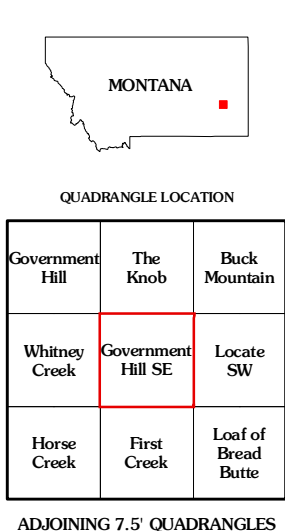 MONTANA
QUADRANGLE LOCATION
Government
Hill
The
Knob
Buck
Mountain
Whitney
Creek
Government
Hill SE
Locate
SW
Horse
Creek
First
Creek
Loaf of
Bread
Butte
ADJOINING 7.5' QUADRANGLES